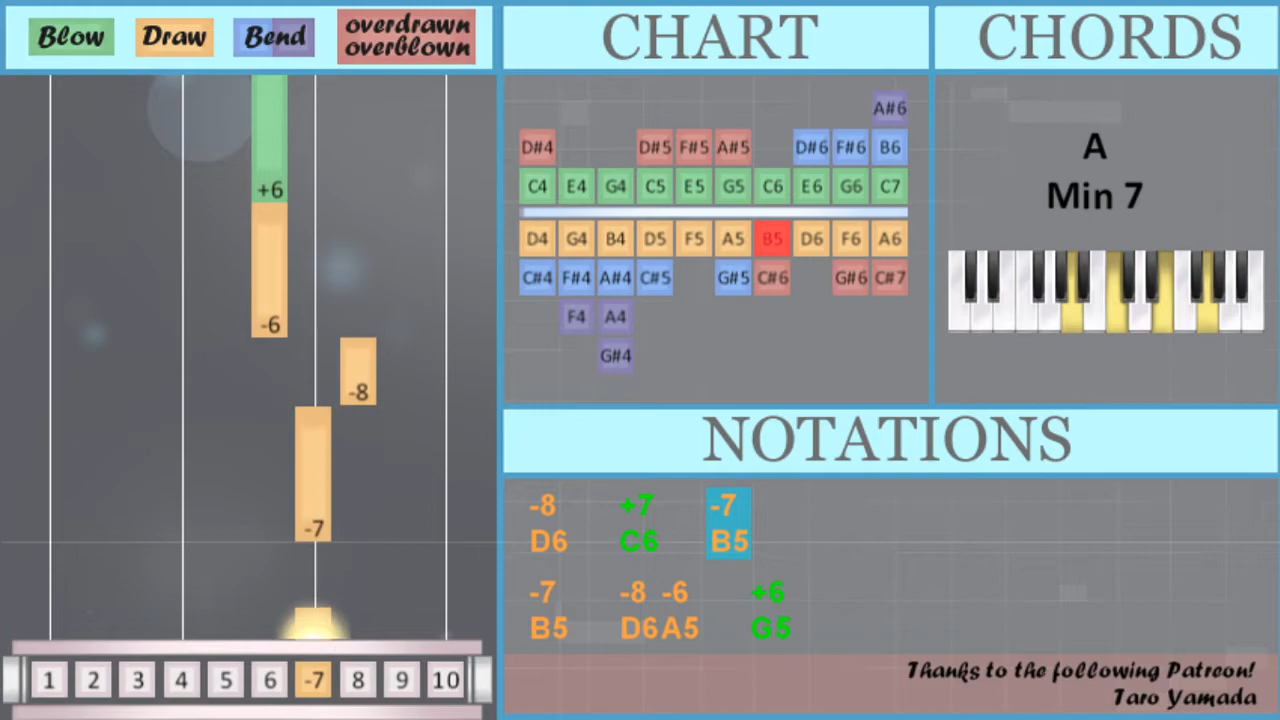 Blow Draw Bend overdrawn
overblown
CHART
CHORDS
+6
-6
-8
-7
1 2 3 4 5 6 -7 8 9 10
A#6
D#4 D#5 F#5 A#5 D#6 F#6 B6
C4 E4 G4 C5 E5 G5 C6 E6 G6 C7
D4 G4 B4 D5 F5 A5 B5 D6 F6 A6
C#4 F#4 A#4 C#5 G#5 C#6 G#6 C#7
F4 A4
G#4
A
Min 7
NOTATIONS
-8 +7 -7
D6 C6 B5
-7 -8 -6 +6
B5 D6 A5 G5
Thanks to the following Patreon!
Taro Yamada